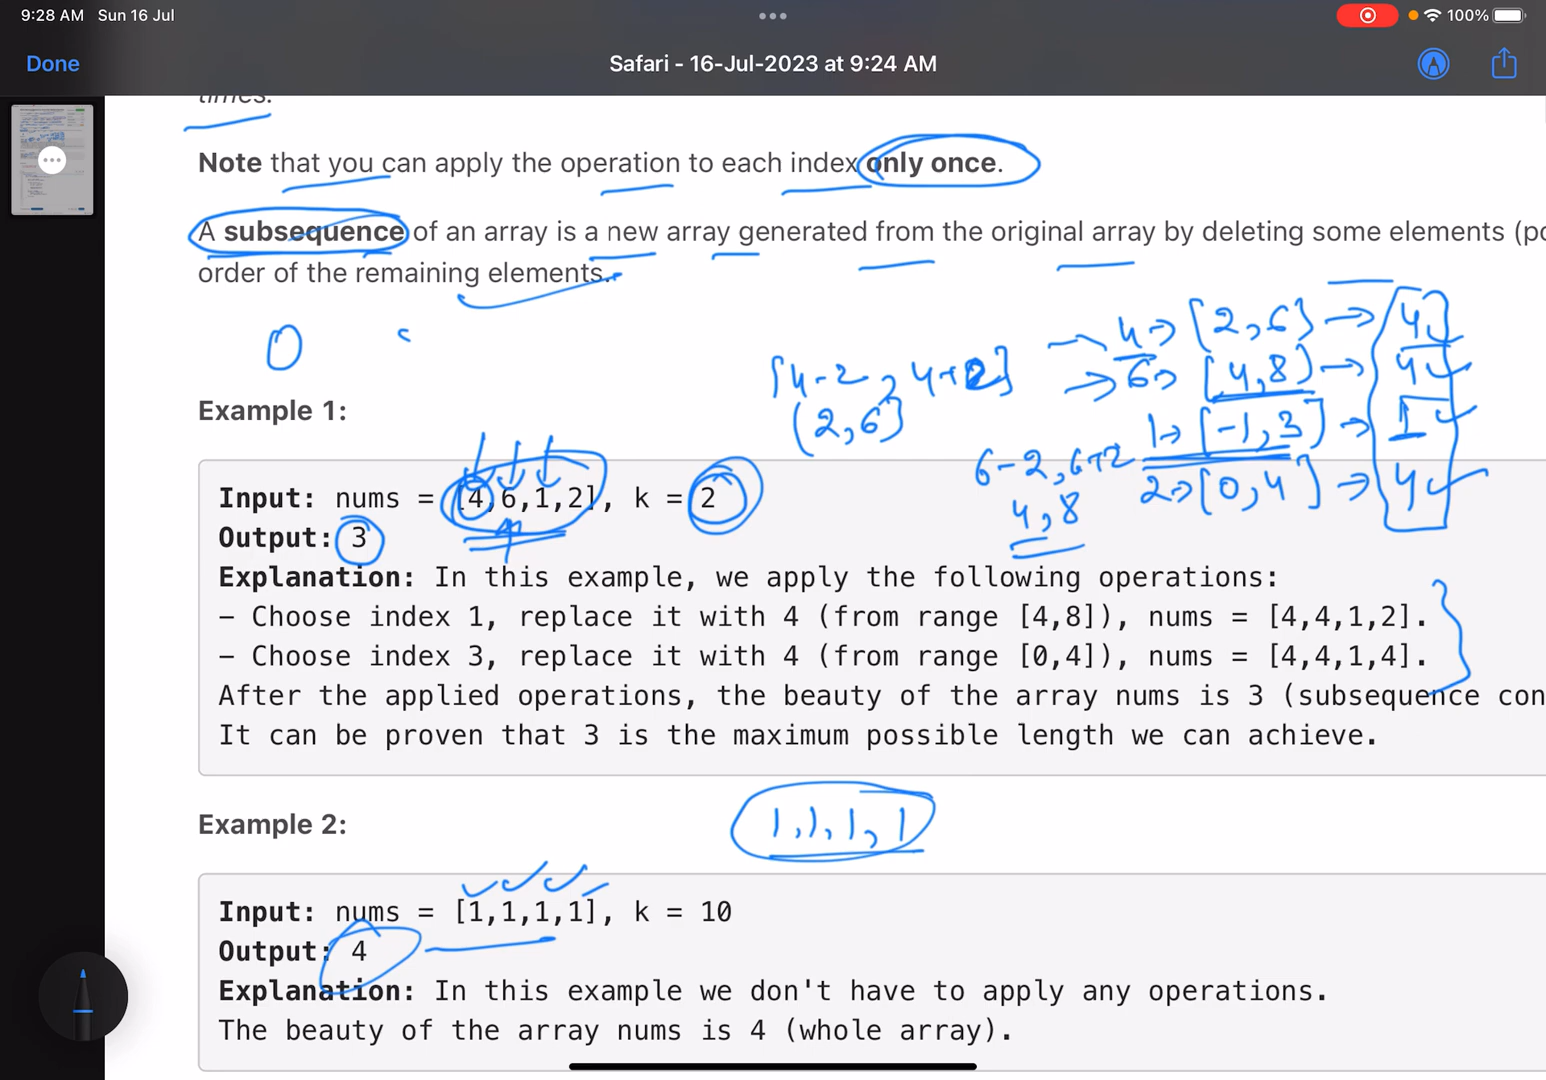 9:28 AM Sun 16 Jul
100%
Done
Safari - 16-Jul-2023 at 9:24 AM
times.
Note that you can apply the operation to each index only once.
A subsequence of an array is a new array generated from the original array by deleting some elements (po
order of the remaining elements.
0
4 → [2,6] → 4
[4-2, 4+2]
6 → [4,8] → 4
(2,6]
1 → [-1,3] → 1
6-2, 6+2
2 → [0,4] → 4
4,8
Example 1:
Input: nums = [4,6,1,2], k = 2
Output: 3
Explanation: In this example, we apply the following operations:
- Choose index 1, replace it with 4 (from range [4,8]), nums = [4,4,1,2].
- Choose index 3, replace it with 4 (from range [0,4]), nums = [4,4,1,4].
After the applied operations, the beauty of the array nums is 3 (subsequence con
It can be proven that 3 is the maximum possible length we can achieve.
Example 2:
1,1,1,1
Input: nums = [1,1,1,1], k = 10
Output: 4
Explanation: In this example we don't have to apply any operations.
The beauty of the array nums is 4 (whole array).